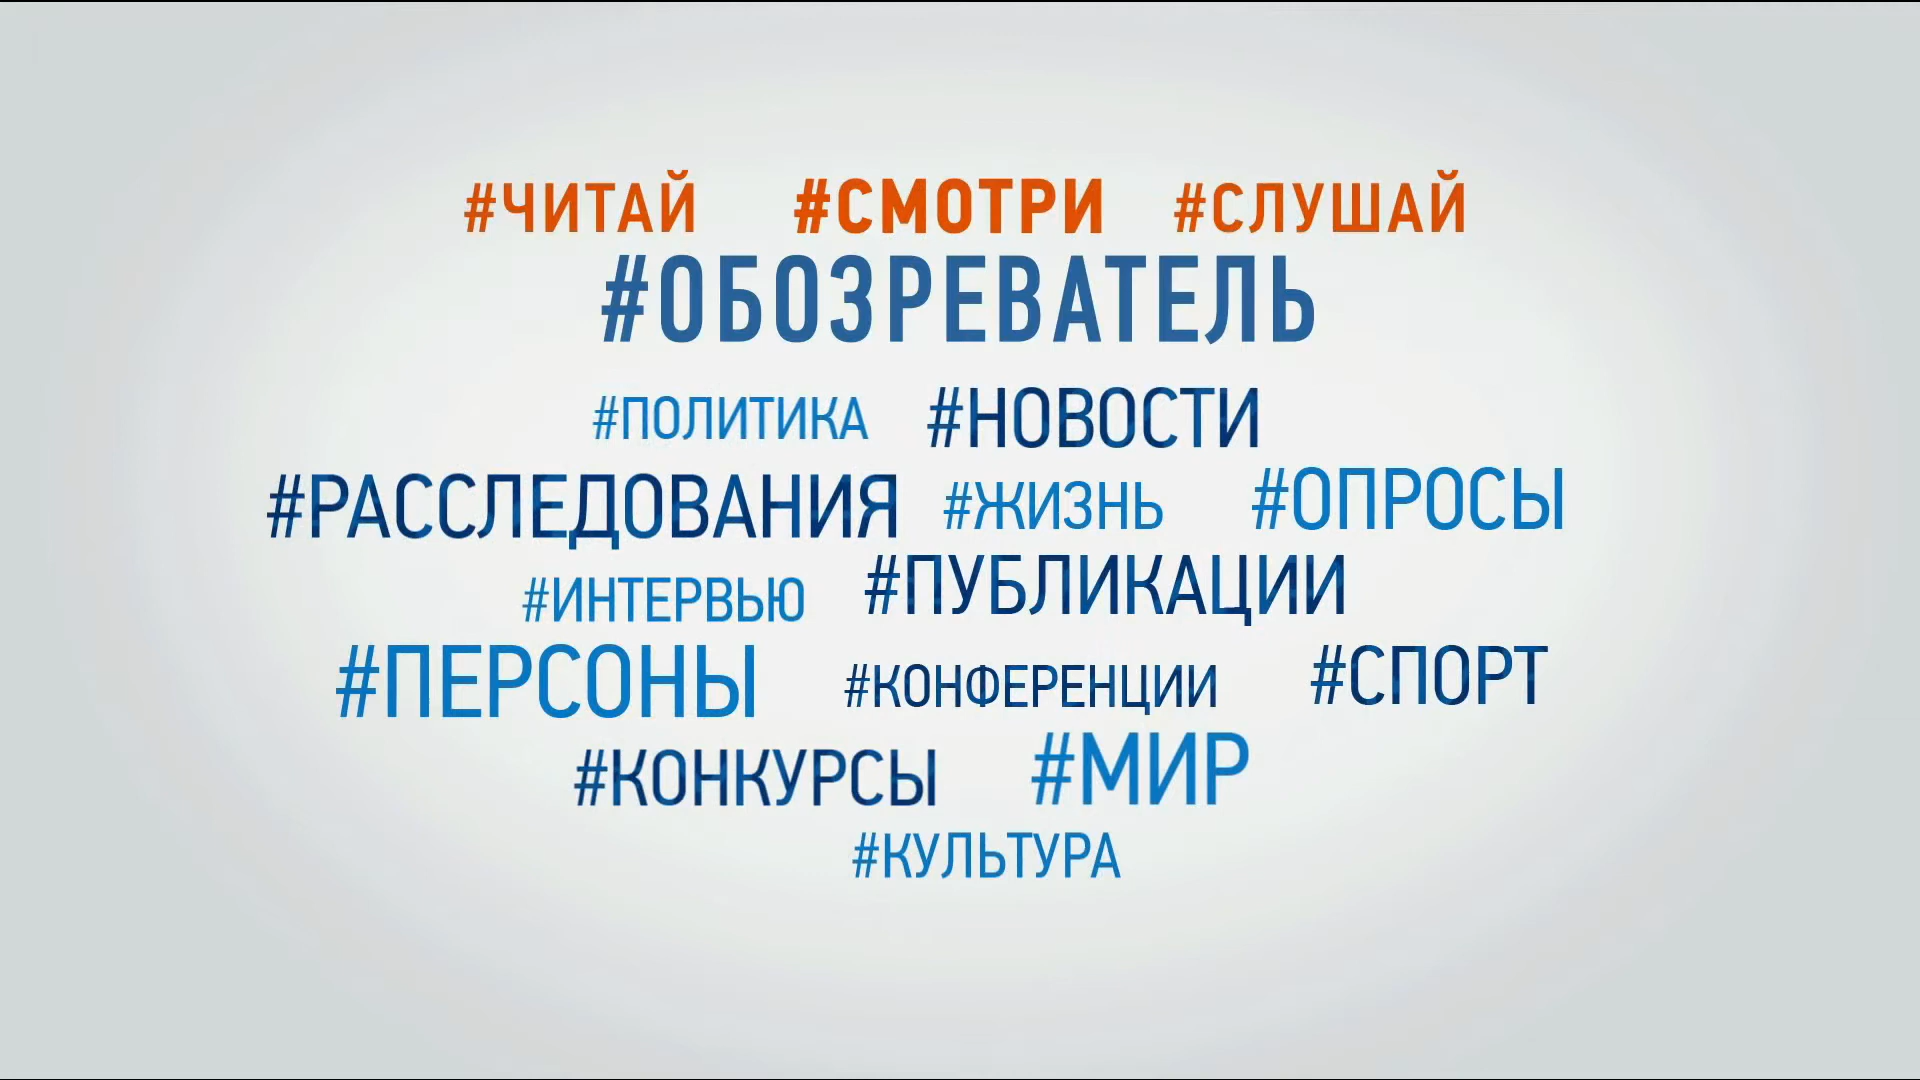 #ЧИТАЙ #СМОТРИ #СЛУШАЙ
#ОБОЗРЕВАТЕЛЬ
#ПОЛИТИКА #НОВОСТИ
#РАССЛЕДОВАНИЯ #ЖИЗНЬ #ОПРОСЫ
#ИНТЕРВЬЮ #ПУБЛИКАЦИИ
#ПЕРСОНЫ #КОНФЕРЕНЦИИ #СПОРТ
#КОНКУРСЫ #МИР
#КУЛЬТУРА